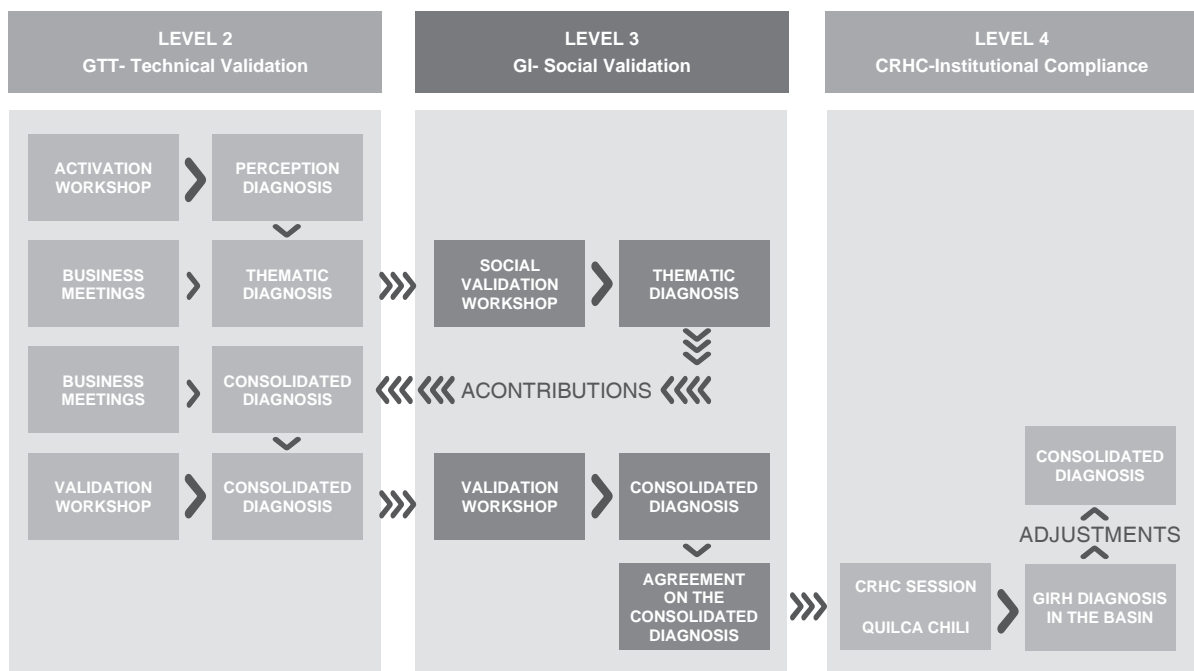 LEVEL 2
GTT- Technical Validation
LEVEL 3
GI- Social Validation
LEVEL 4
CRHC-Institutional Compliance
ACTIVATION
WORKSHOP
PERCEPTION
DIAGNOSIS
BUSINESS
MEETINGS
THEMATIC
DIAGNOSIS
SOCIAL
VALIDATION
WORKSHOP
THEMATIC
DIAGNOSIS
BUSINESS
MEETINGS
CONSOLIDATED
DIAGNOSIS
ACONTRIBUTIONS
VALIDATION
WORKSHOP
CONSOLIDATED
DIAGNOSIS
VALIDATION
WORKSHOP
CONSOLIDATED
DIAGNOSIS
AGREEMENT
ON THE
CONSOLIDATED
DIAGNOSIS
CRHC SESSION
QUILCA CHILI
GIRH DIAGNOSIS
IN THE BASIN
ADJUSTMENTS
CONSOLIDATED
DIAGNOSIS